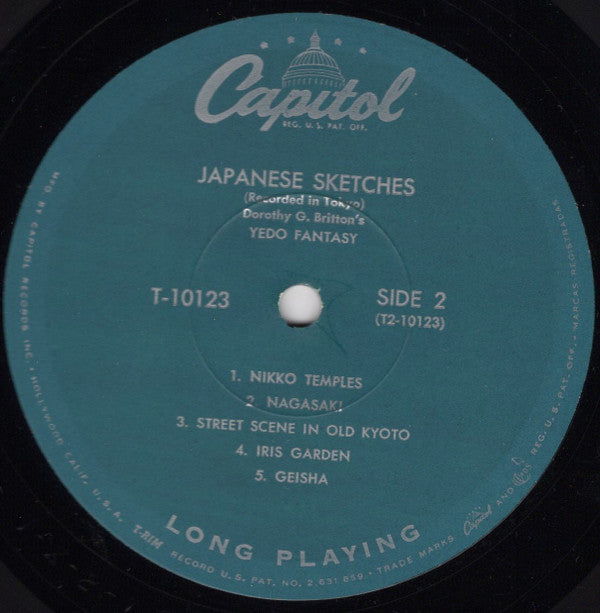 Capitol
REG. U.S. PAT. OFF.
JAPANESE SKETCHES
(Recorded in Tokyo)
Dorothy G. Britton's
YEDO FANTASY
T-10123
SIDE 2
(T2-10123)
1. NIKKO TEMPLES
2. NAGASAKI
3. STREET SCENE IN OLD KYOTO
4. IRIS GARDEN
5. GEISHA
LONG PLAYING
MFD. BY CAPITOL RECORDS INC. • HOLLYWOOD CALIF. U.S.A. T-RIM RECORD U.S. PAT. NO. 2,631,859 • TRADE MARKS Capitol AND REG. U.S. PAT. OFF. • MARCAS REGISTRADAS